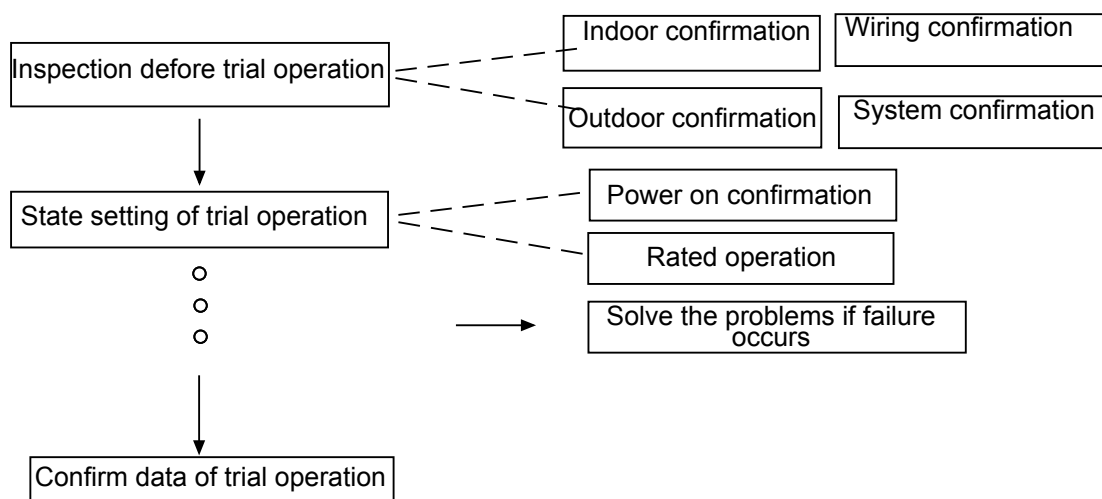 Indoor confirmation
Wiring confirmation
Inspection defore trial operation
Outdoor confirmation
System confirmation
Power on confirmation
State setting of trial operation
Rated operation
Solve the problems if failure
occurs
Confirm data of trial operation